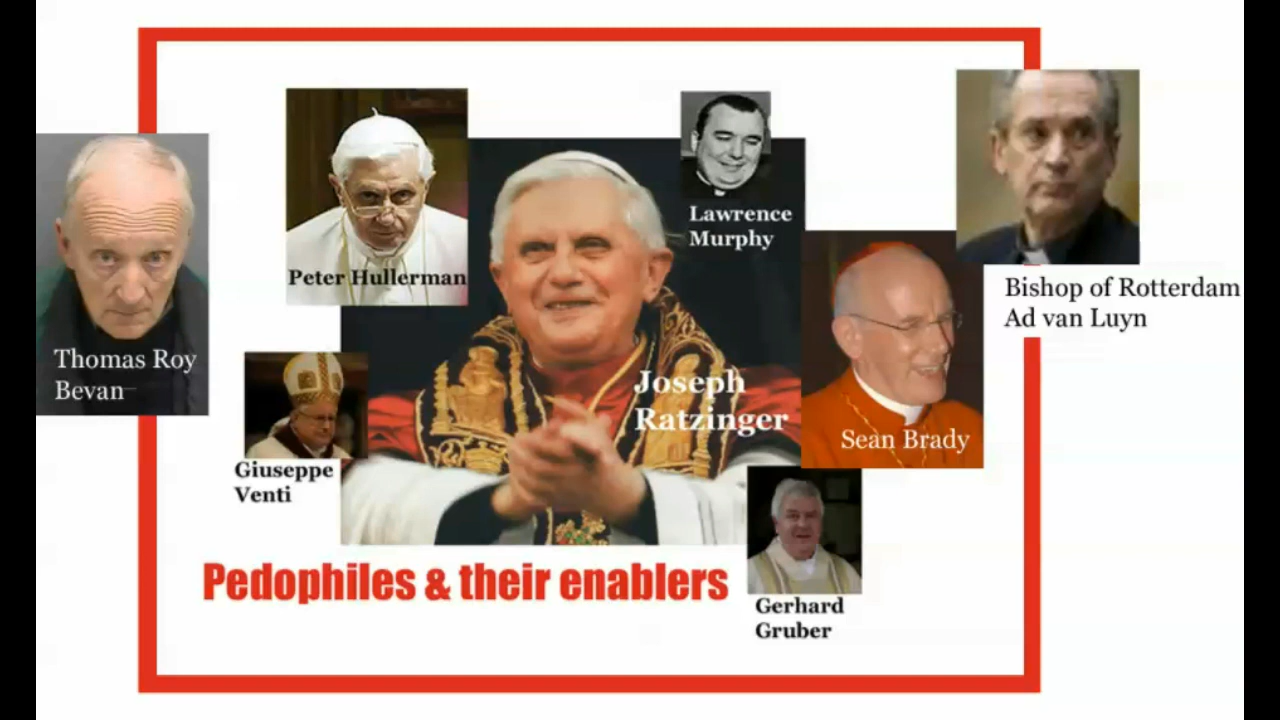 Thomas Roy
Bevan
Peter Hullerman
Lawrence
Murphy
Bishop of Rotterdam
Ad van Luyn
Joseph
Ratzinger
Sean Brady
Giuseppe
Venti
Pedophiles & their enablers
Gerhard
Gruber